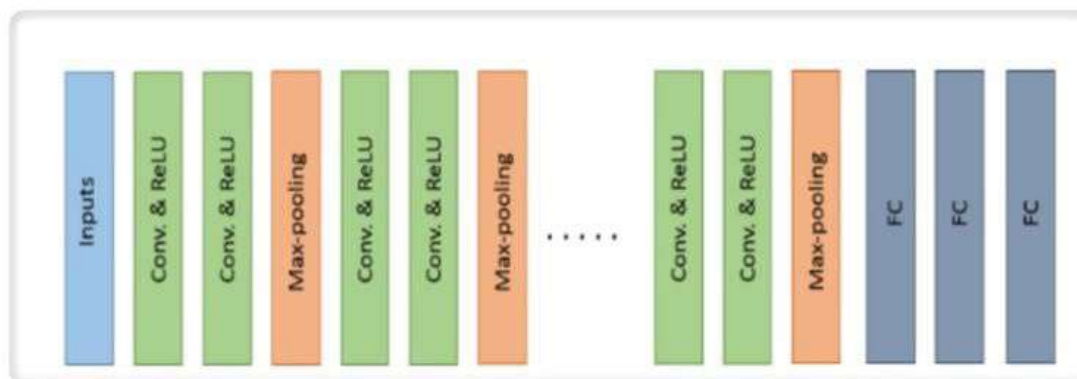 Inputs
Conv. & ReLU
Conv. & ReLU
Max-pooling
Conv. & ReLU
Conv. & ReLU
Max-pooling
.....
Conv. & ReLU
Conv. & ReLU
Max-pooling
FC
FC
FC